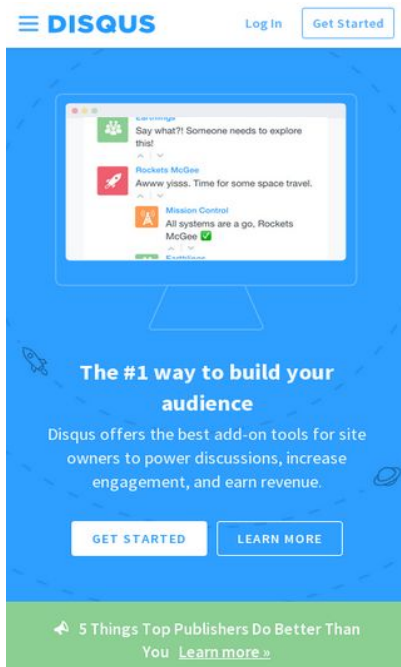 DISQUS
Log In
Get Started
Earthlings
Say what?! Someone needs to explore
this!
Rockets McGee
Awww yisss. Time for some space travel.
Mission Control
All systems are a go, Rockets
McGee ✅
Earthlings
The #1 way to build your
audience
Disqus offers the best add-on tools for site
owners to power discussions, increase
engagement, and earn revenue.
GET STARTED
LEARN MORE
5 Things Top Publishers Do Better Than
You Learn more »